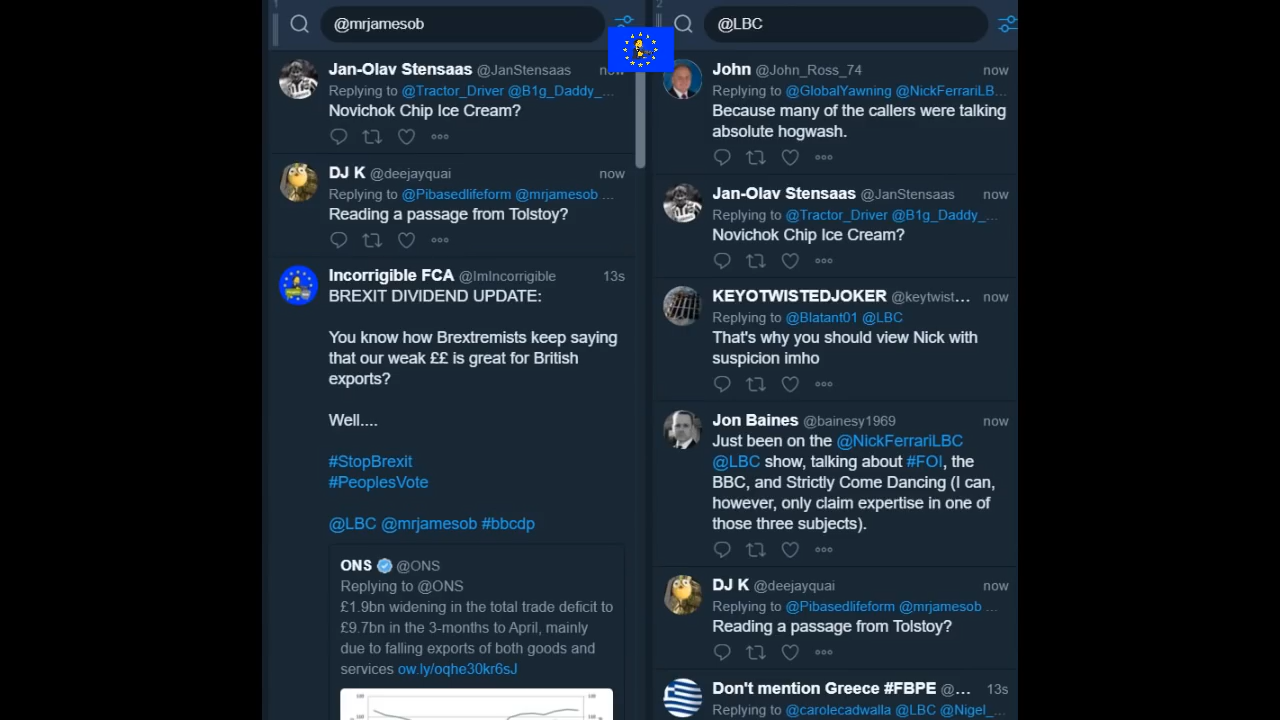 1
@mrjamesob
Jan-Olav Stensaas @JanStensaas now
Replying to @Tractor_Driver @B1g_Daddy_...
Novichok Chip Ice Cream?
DJ K @deejayquai now
Replying to @Pibasedlifeform @mrjamesob ...
Reading a passage from Tolstoy?
Incorrigible FCA @ImIncorrigible 13s
BREXIT DIVIDEND UPDATE:
You know how Brextremists keep saying
that our weak ££ is great for British
exports?
Well....
#StopBrexit
#PeoplesVote
@LBC @mrjamesob #bbcdp
ONS @ONS
Replying to @ONS
£1.9bn widening in the total trade deficit to
£9.7bn in the 3-months to April, mainly
due to falling exports of both goods and
services ow.ly/oqhe30kr6sJ
2
@LBC
John @John_Ross_74 now
Replying to @GlobalYawning @NickFerrariLB...
Because many of the callers were talking
absolute hogwash.
Jan-Olav Stensaas @JanStensaas now
Replying to @Tractor_Driver @B1g_Daddy_...
Novichok Chip Ice Cream?
KEYOTWISTEDJOKER @keytwist... now
Replying to @Blatant01 @LBC
That's why you should view Nick with
suspicion imho
Jon Baines @bainesy1969 now
Just been on the @NickFerrariLBC
@LBC show, talking about #FOI, the
BBC, and Strictly Come Dancing (I can,
however, only claim expertise in one of
those three subjects).
DJ K @deejayquai now
Replying to @Pibasedlifeform @mrjamesob ...
Reading a passage from Tolstoy?
Don't mention Greece #FBPE @... 13s
Replying to @carolecadwalla @LBC @Nigel_...